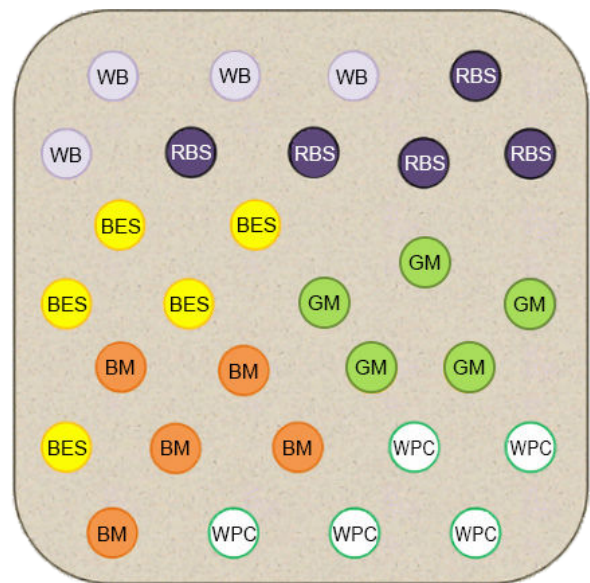 WB WB WB RBS
WB RBS RBS RBS RBS
BES BES
GM
BES BES GM GM
BM BM GM GM
BES BM BM WPC WPC
BM WPC WPC WPC